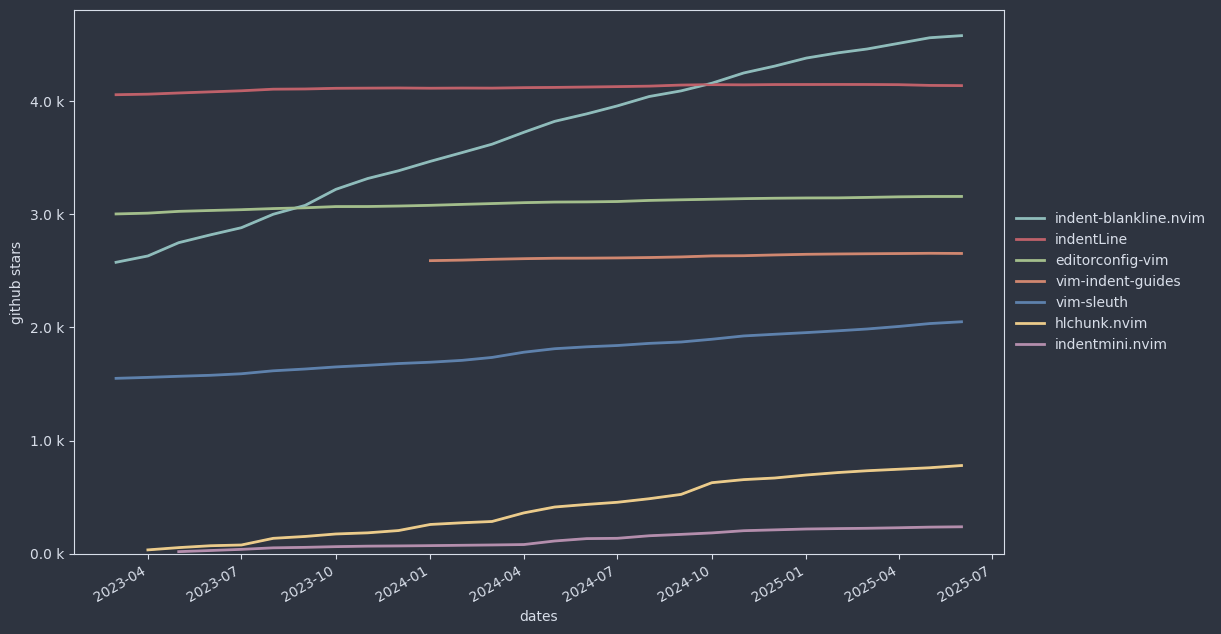 github stars
4.0 k
3.0 k
2.0 k
1.0 k
0.0 k
2023-04
2023-07
2023-10
2024-01
2024-04
2024-07
2024-10
2025-01
2025-04
2025-07
dates
indent-blankline.nvim
indentLine
editorconfig-vim
vim-indent-guides
vim-sleuth
hlchunk.nvim
indentmini.nvim